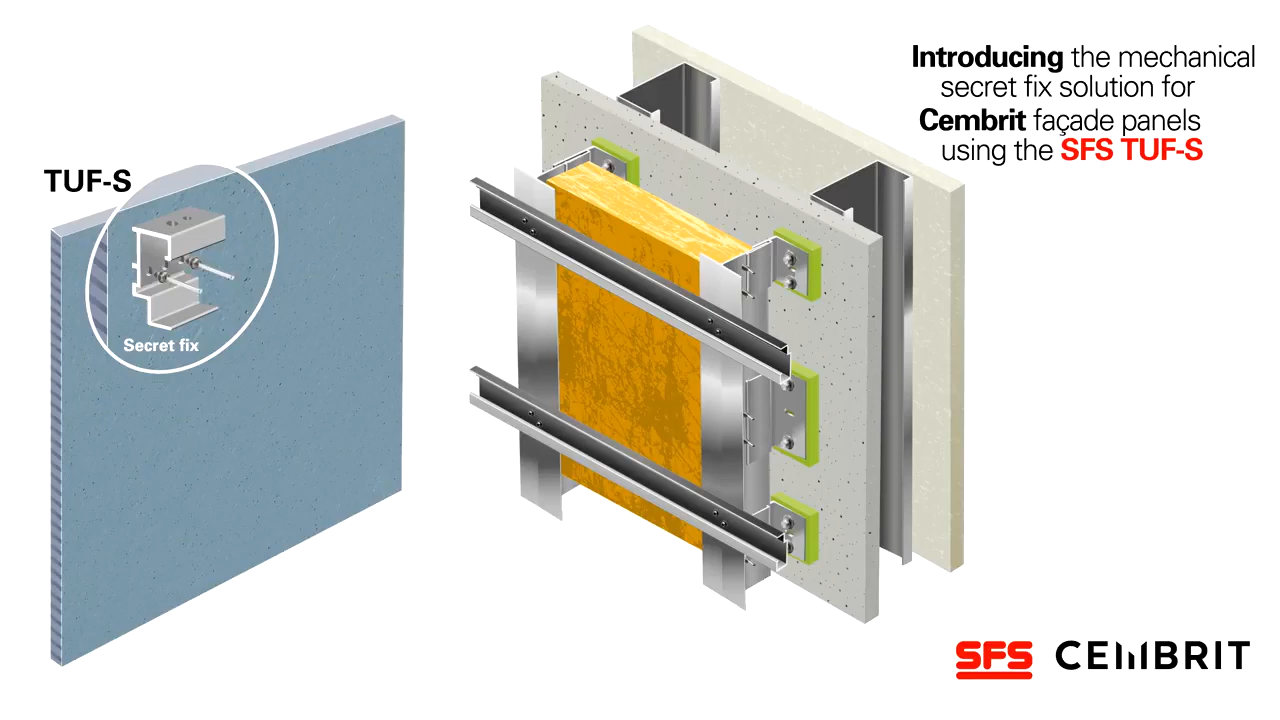 Introducing the mechanical
secret fix solution for
Cembrit façade panels
using the SFS TUF-S
TUF-S
Secret fix
SFS CEMBRIT